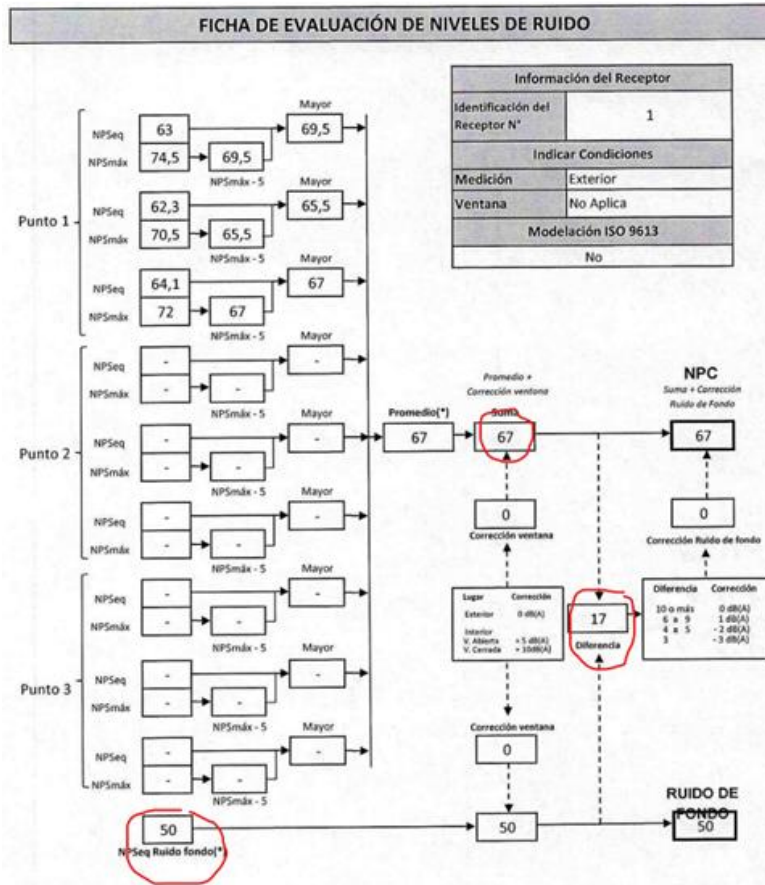 FICHA DE EVALUACIÓN DE NIVELES DE RUIDO
Información del Receptor
Identificación del Receptor N° 1
Indicar Condiciones
Medición Exterior
Ventana No Aplica
Modelación ISO 9613
No
Punto 1
Mayor
NPSeq 63 69,5
NPSmáx 74,5 69,5
NPSmáx - 5
Mayor
NPSeq 62,3 65,5
NPSmáx 70,5 65,5
NPSmáx - 5
Mayor
NPSeq 64,1 67
NPSmáx 72 67
NPSmáx - 5
Punto 2
Mayor
NPSeq - -
NPSmáx - -
NPSmáx - 5
Mayor
NPSeq - -
NPSmáx - -
NPSmáx - 5
Mayor
NPSeq - -
NPSmáx - -
NPSmáx - 5
Punto 3
Mayor
NPSeq - -
NPSmáx - -
NPSmáx - 5
Mayor
NPSeq - -
NPSmáx - -
NPSmáx - 5
Mayor
NPSeq - -
NPSmáx - -
NPSmáx - 5
50
NPSeq Ruido fondo(*)
Promedio(*)
67
Promedio +
Corrección ventana
Suma
67
0
Corrección ventana
Lugar Corrección
Exterior 0 dB(A)
Interior
V. Abierta + 5 dB(A)
V. Cerrada + 10dB(A)
Corrección ventana
0
50
17
Diferencia
NPC
Suma + Corrección
Ruido de Fondo
67
0
Corrección Ruido de fondo
Diferencia Corrección
10 o más 0 dB(A)
6 a 9 1 dB(A)
4 a 5 - 2 dB(A)
3 - 3 dB(A)
RUIDO DE
FONDO
50